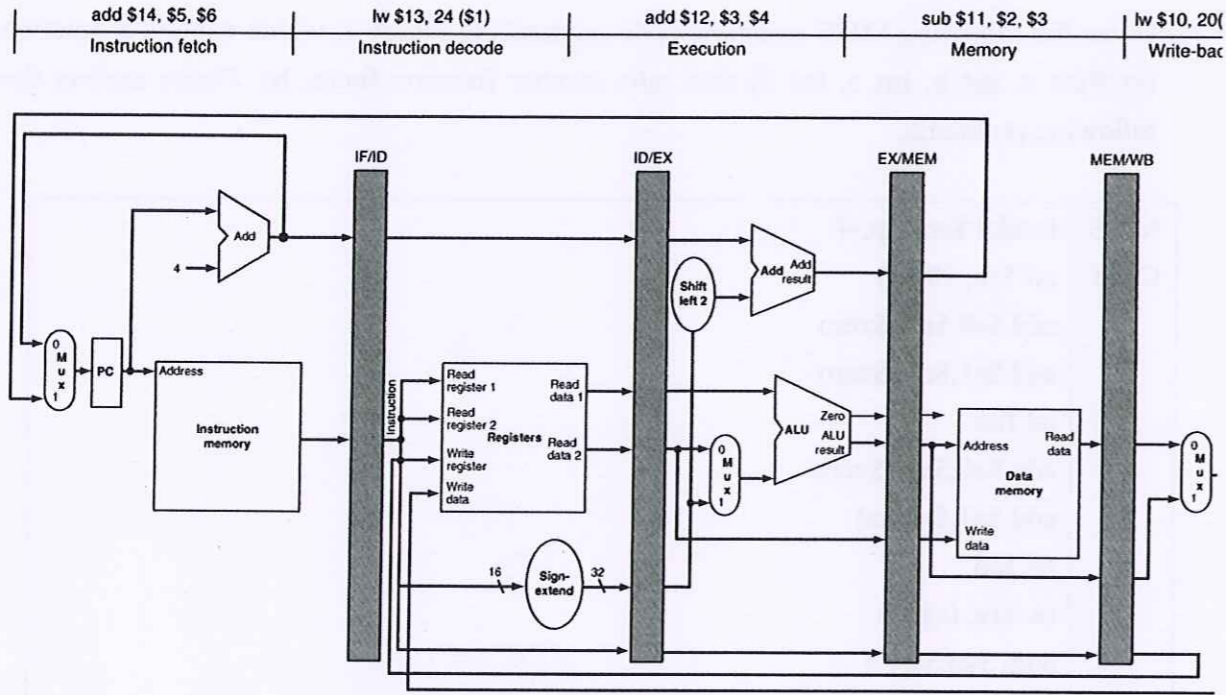 add $14, $5, $6
lw $13, 24 ($1)
add $12, $3, $4
sub $11, $2, $3
lw $10, 20(
Instruction fetch
Instruction decode
Execution
Memory
Write-bac
IF/ID
ID/EX
EX/MEM
MEM/WB
Add
4
Shift
left 2
Add
Add
result
0
M
u
x
1
PC
Address
Instruction
memory
Instruction
Read
register 1
Read
register 2
Write
register
Write
data
Registers
Read
data 1
Read
data 2
0
M
u
x
1
ALU
Zero
ALU
result
Address
Read
data
Data
memory
Write
data
0
M
u
x
1
16
Sign-
extend
32